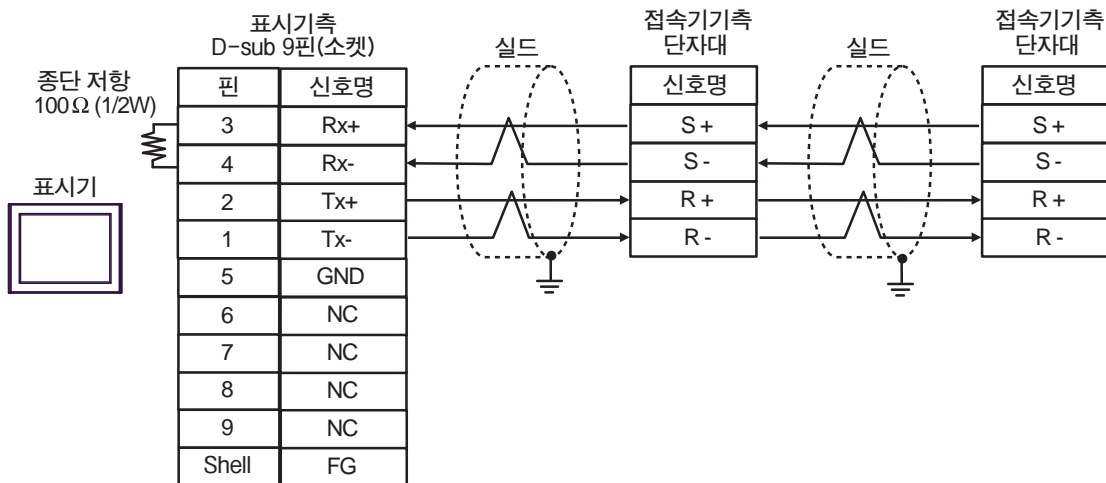 표시기측
D-sub 9핀(소켓)
종단 저항
100Ω (1/2W)
표시기
핀 신호명
3 Rx+
4 Rx-
2 Tx+
1 Tx-
5 GND
6 NC
7 NC
8 NC
9 NC
Shell FG
실드
접속기기측
단자대
신호명
S +
S -
R +
R -
실드
접속기기측
단자대
신호명
S +
S -
R +
R -